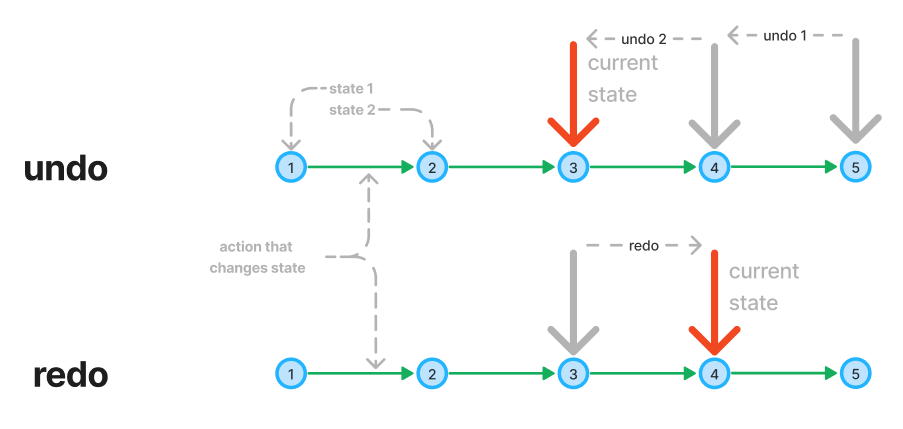 undo 2
undo 1
current
state
state 1
state 2
undo
1
2
3
4
5
action that
changes state
redo
current
state
redo
1
2
3
4
5